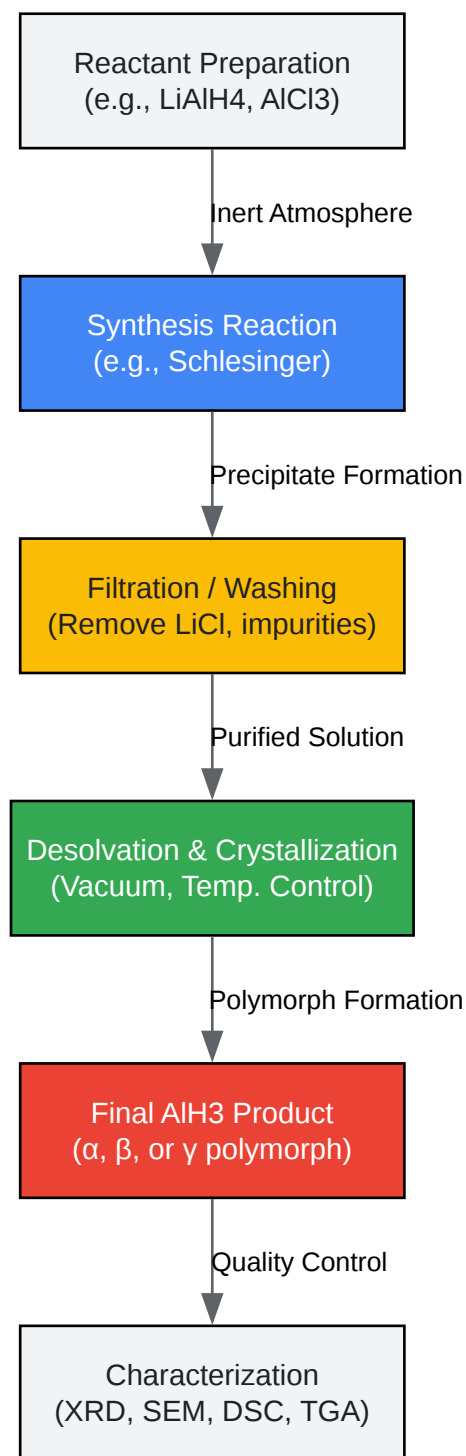 Reactant Preparation
(e.g., LiAlH4, AlCl3)
Inert Atmosphere
Synthesis Reaction
(e.g., Schlesinger)
Precipitate Formation
Filtration / Washing
(Remove LiCl, impurities)
Purified Solution
Desolvation & Crystallization
(Vacuum, Temp. Control)
Polymorph Formation
Final AlH3 Product
(α, β, or γ polymorph)
Quality Control
Characterization
(XRD, SEM, DSC, TGA)